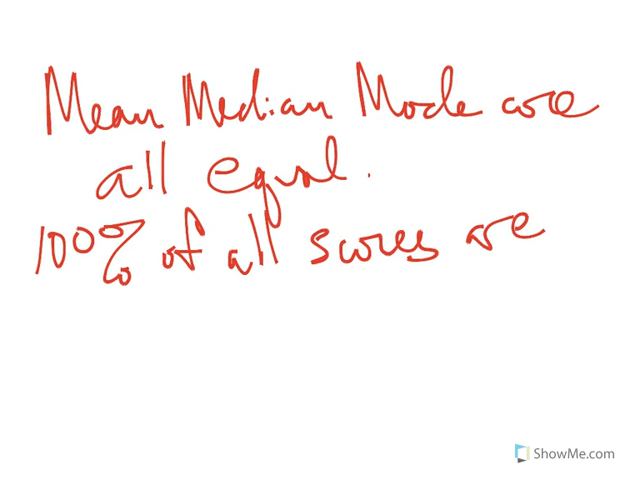 Mean Median Mode are
all equal.
100% of all scores are
ShowMe.com